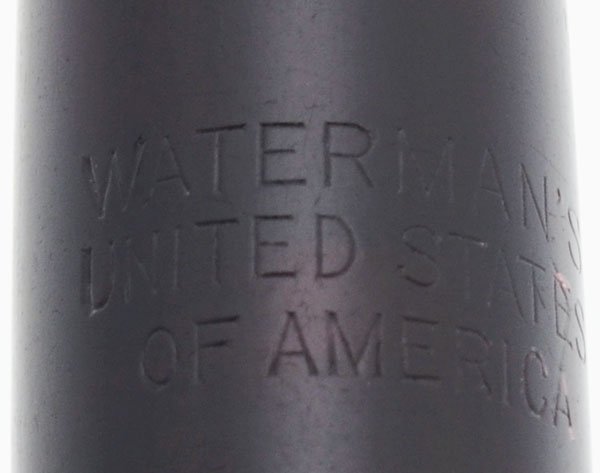 WATERMAN'S
UNITED STATES
OF AMERICA